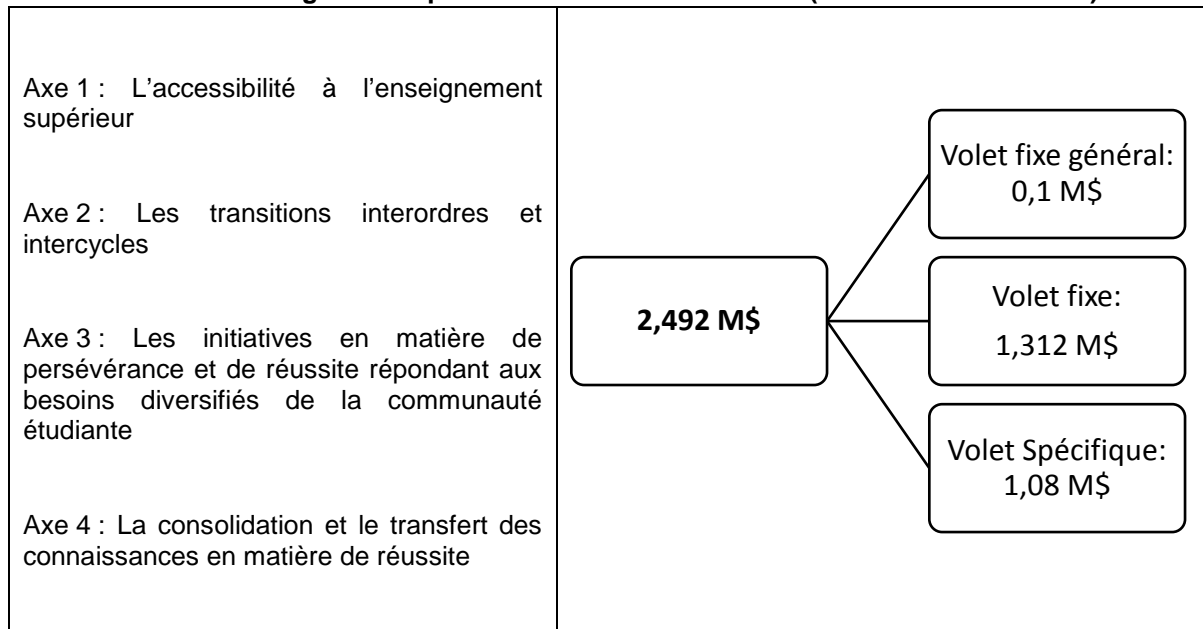 Axe 1 : L'accessibilité à l'enseignement
supérieur
Axe 2 : Les transitions interordres et
intercycles
Axe 3 : Les initiatives en matière de
persévérance et de réussite répondant aux
besoins diversifiés de la communauté
étudiante
Axe 4 : La consolidation et le transfert des
connaissances en matière de réussite
2,492 M$
Volet fixe général:
0,1 M$
Volet fixe:
1,312 M$
Volet Spécifique:
1,08 M$